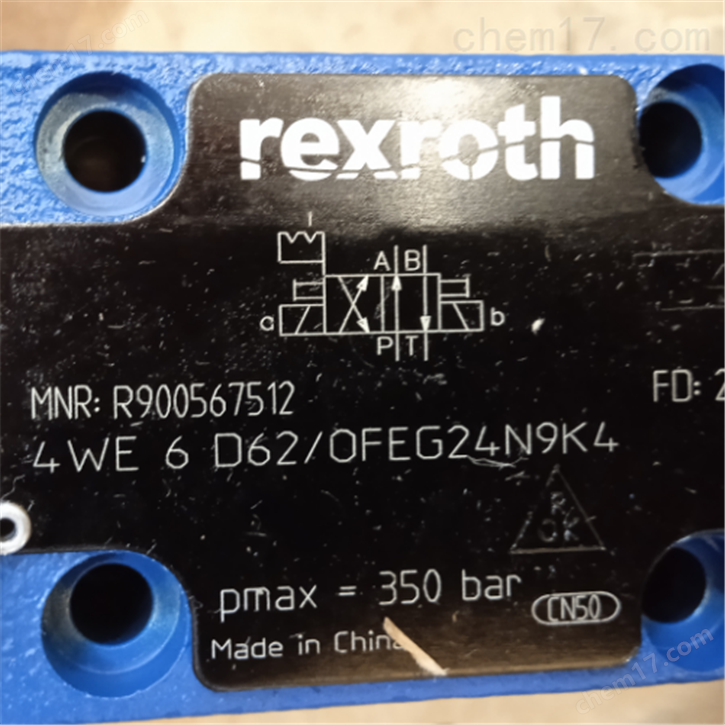 chem17.com
rexroth
A B
a b
P T
MNR: R900567512
FD: 2
4WE 6 D62/OFEG24N9K4
R
OK
pmax = 350 bar
CN50
Made in China
chem17.com